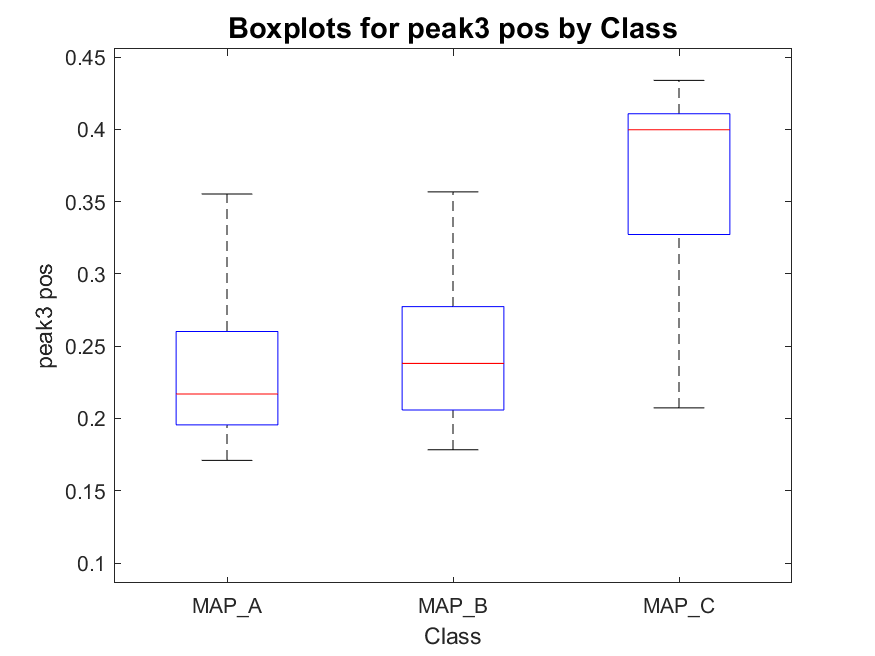 Boxplots for peak3 pos by Class
0.45
0.4
0.35
0.3
0.25
0.2
0.15
0.1
peak3 pos
MAP_A
MAP_B
MAP_C
Class